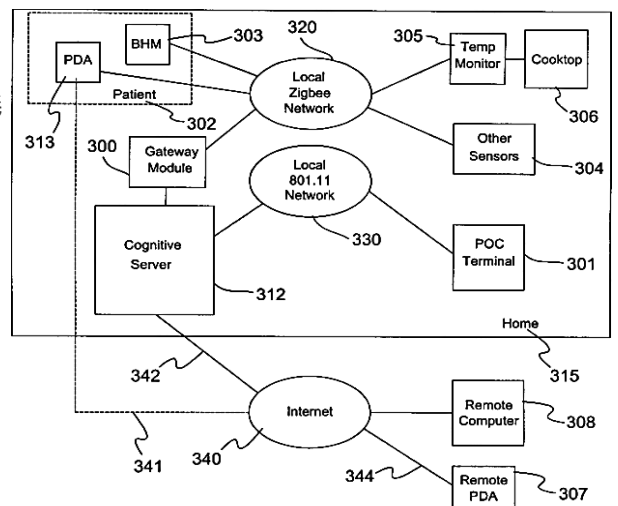 PDA
BHM
303
320
Local
Zigbee
Network
305
Temp
Monitor
Cooktop
306
Patient
302
313
300
Gateway
Module
Other
Sensors
304
Local
801.11
Network
330
Cognitive
Server
312
POC
Terminal
301
Home
315
342
Internet
340
341
Remote
Computer
308
344
Remote
PDA
307